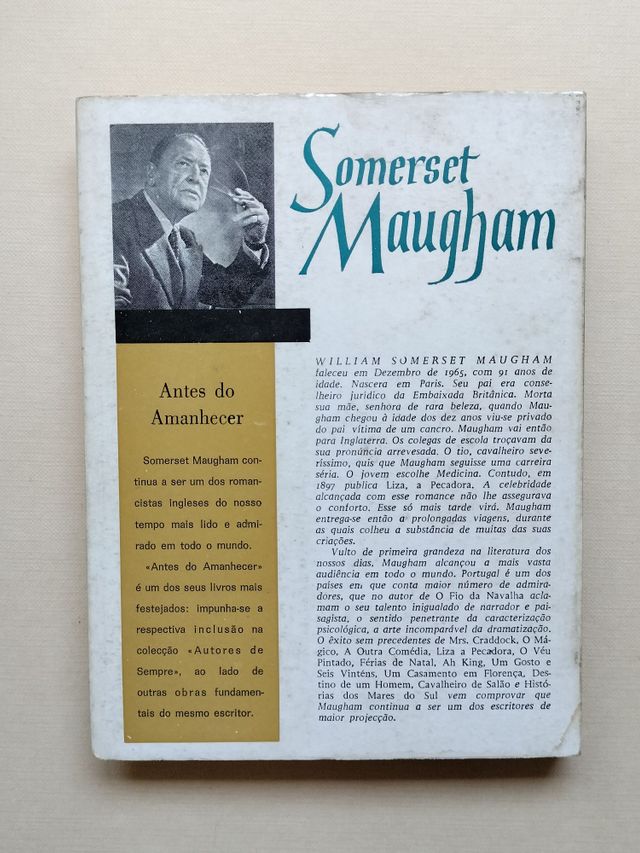 Somerset
Maugham
Antes do
Amanhecer
Somerset Maugham con-
tinua a ser um dos roman-
cistas ingleses do nosso
tempo mais lido e admi-
rado em todo o mundo.
«Antes do Amanhecer»
é um dos seus livros mais
festejados: impunha-se a
respectiva inclusão na
colecção «Autores de
Sempre», ao lado de
outras obras fundamen-
tais do mesmo escritor.
WILLIAM SOMERSET MAUGHAM
faleceu em Dezembro de 1965, com 91 anos de
idade. Nascera em Paris. Seu pai era conse-
lheiro jurídico da Embaixada Britânica. Morta
sua mãe, senhora de rara beleza, quando Mau-
gham chegou à idade dos dez anos viu-se privado
do pai vítima de um cancro. Maugham vai então
para Inglaterra. Os colegas de escola troçavam da
sua pronúncia arrevesada. O tio, cavalheiro seve-
ríssimo, quis que Maugham seguisse uma carreira
séria. O jovem escolhe Medicina. Contudo, em
1897 publica Liza, a Pecadora. A celebridade
alcançada com esse romance não lhe assegurava
o conforto. Esse só mais tarde virá. Maugham
entrega-se então a prolongadas viagens, durante
as quais colheu a substância de muitas das suas
criações.
Vulto de primeira grandeza na literatura dos
nossos dias, Maugham alcançou a mais vasta
audiência em todo o mundo. Portugal é um dos
países em que conta maior número de admira-
dores, que no autor de O Fio da Navalha acla-
mam o seu talento inigualado de narrador e pai-
sagista, o sentido penetrante da caracterização
psicológica, a arte incomparável da dramatização.
O êxito sem precedentes de Mrs. Craddock, O Má-
gico, A Outra Comédia, Liza a Pecadora, O Véu
Pintado, Férias de Natal, Ah King, Um Gosto e
Seis Vinténs, Um Casamento em Florença, Des-
tino de um Homem, Cavalheiro de Salão e Histó-
rias dos Mares do Sul vem comprovar que
Maugham continua a ser um dos escritores de
maior projecção.